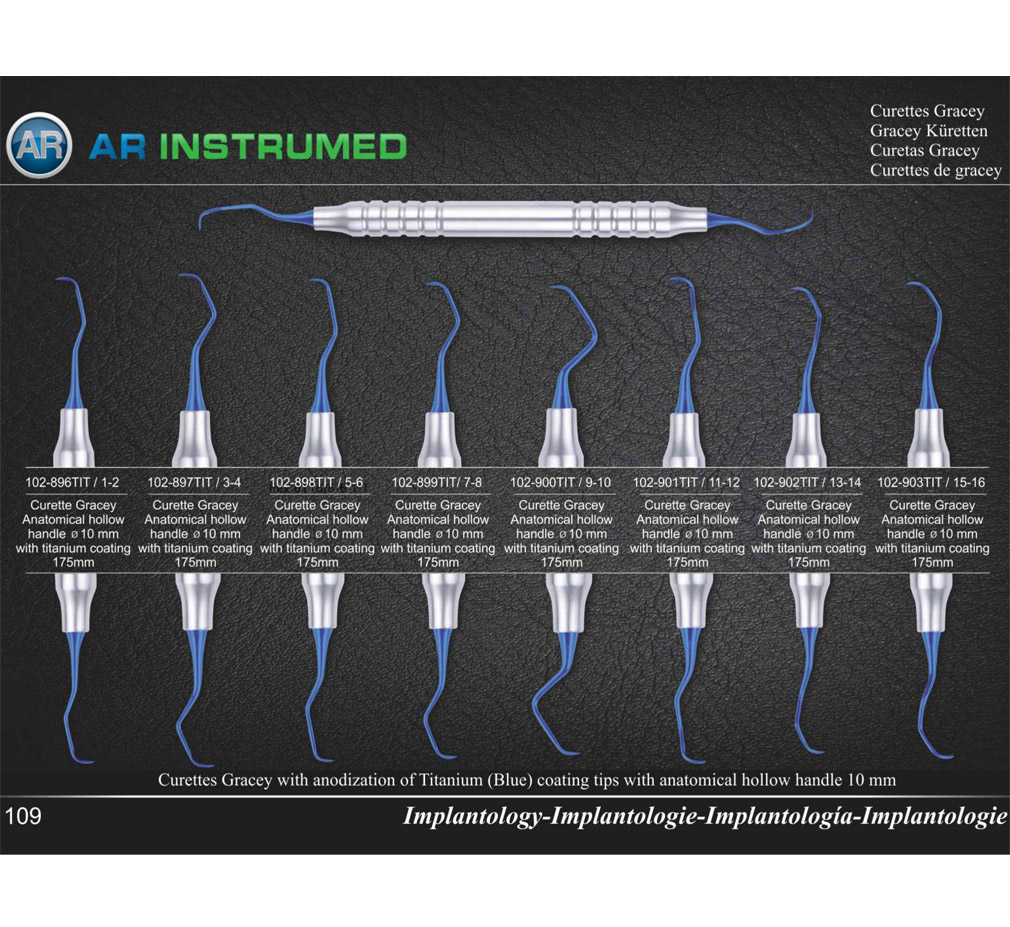 AR
AR INSTRUMED
Curettes Gracey
Gracey Küretten
Curetas Gracey
Curettes de gracey
102-896TIT / 1-2
Curette Gracey
Anatomical hollow
handle ø 10 mm
with titanium coating
175mm
102-897TIT / 3-4
Curette Gracey
Anatomical hollow
handle ø 10 mm
with titanium coating
175mm
102-898TIT / 5-6
Curette Gracey
Anatomical hollow
handle ø 10 mm
with titanium coating
175mm
102-899TIT/ 7-8
Curette Gracey
Anatomical hollow
handle ø 10 mm
with titanium coating
175mm
102-900TIT / 9-10
Curette Gracey
Anatomical hollow
handle ø 10 mm
with titanium coating
175mm
102-901TIT / 11-12
Curette Gracey
Anatomical hollow
handle ø 10 mm
with titanium coating
175mm
102-902TIT / 13-14
Curette Gracey
Anatomical hollow
handle ø 10 mm
with titanium coating
175mm
102-903TIT / 15-16
Curette Gracey
Anatomical hollow
handle ø 10 mm
with titanium coating
175mm
Curettes Gracey with anodization of Titanium (Blue) coating tips with anatomical hollow handle 10 mm
109
Implantology-Implantologie-Implantología-Implantologie